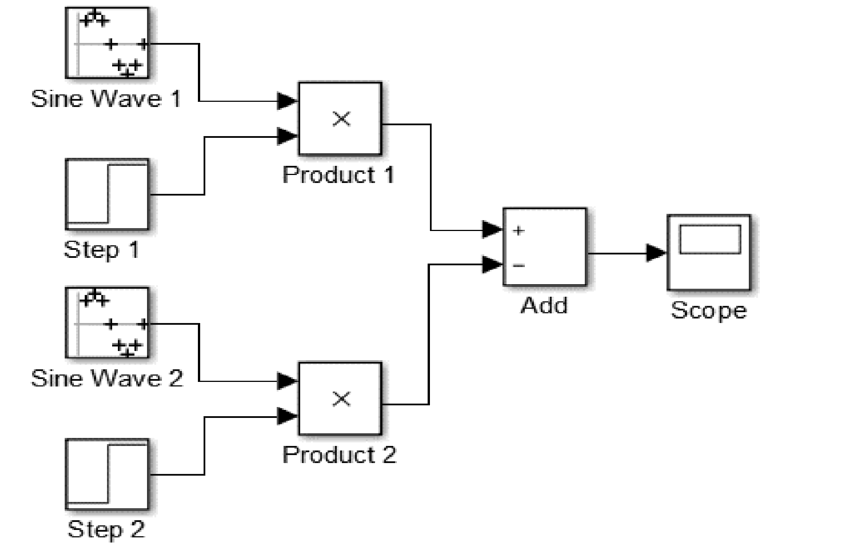 Sine Wave 1
×
Product 1
Step 1
+
−
Add
Scope
Sine Wave 2
×
Product 2
Step 2